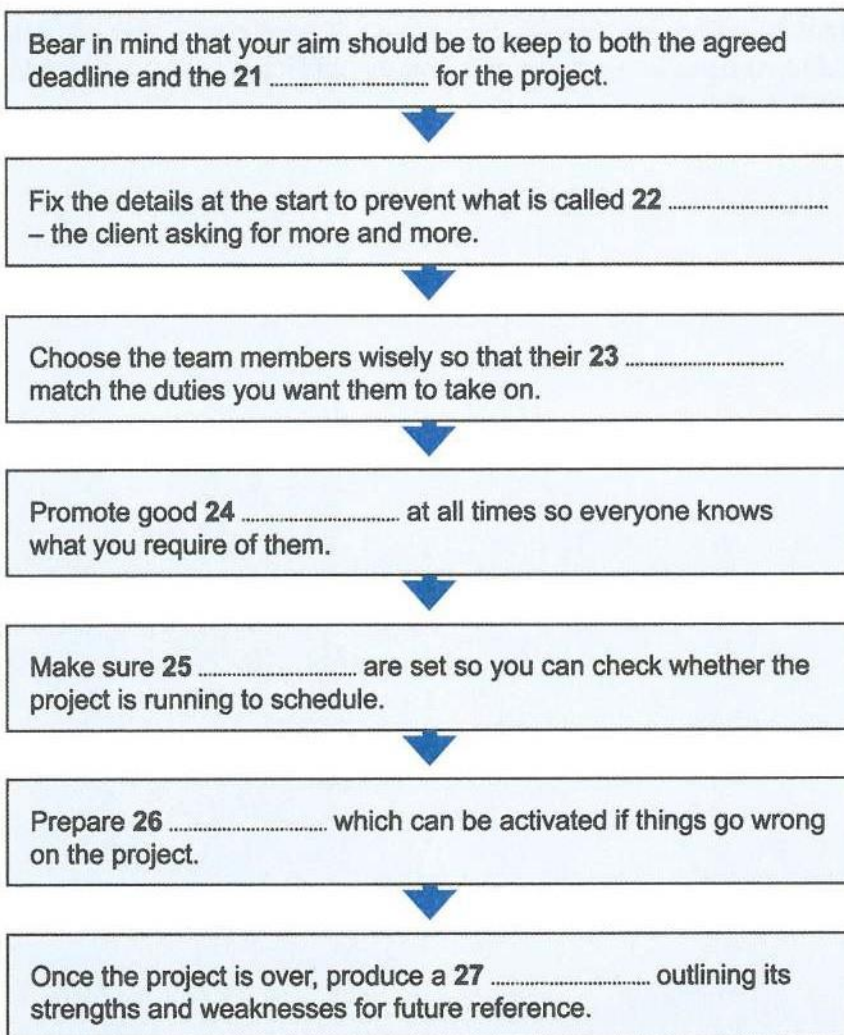 Bear in mind that your aim should be to keep to both the agreed
deadline and the 21 .............................. for the project.
Fix the details at the start to prevent what is called 22 ..............................
– the client asking for more and more.
Choose the team members wisely so that their 23 ..............................
match the duties you want them to take on.
Promote good 24 .............................. at all times so everyone knows
what you require of them.
Make sure 25 .............................. are set so you can check whether the
project is running to schedule.
Prepare 26 .............................. which can be activated if things go wrong
on the project.
Once the project is over, produce a 27 .............................. outlining its
strengths and weaknesses for future reference.